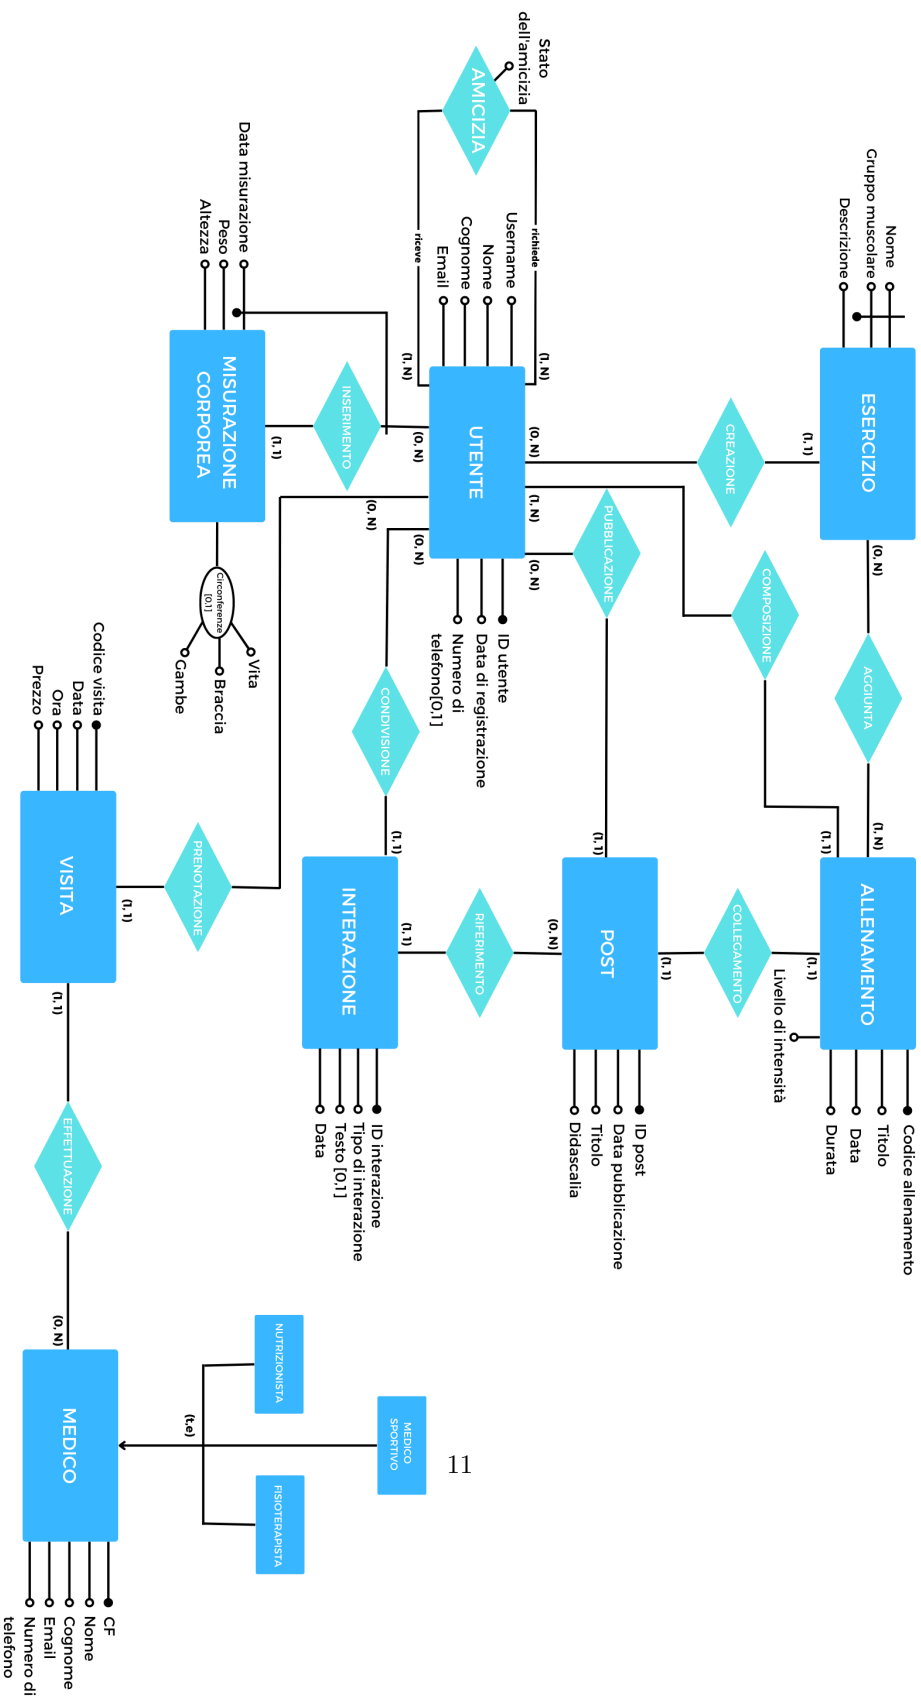 Stato
dell'amicizia
AMICIZIA
richiede
riceve
(1, N)
(1, N)
Username
Nome
Cognome
Email
UTENTE
ID utente
Data di registrazione
Numero di
telefono[0,1]
Nome
Gruppo muscolare
Descrizione
ESERCIZIO
(1, 1)
CREAZIONE
(0, N)
(0, N)
AGGIUNTA
(1, N)
(1, N)
COMPOSIZIONE
(1, 1)
ALLENAMENTO
Livello di intensità
Codice allenamento
Titolo
Data
Durata
(1, 1)
COLLEGAMENTO
(1, 1)
(0, N)
PUBBLICAZIONE
(1, 1)
POST
ID post
Data pubblicazione
Titolo
Didascalia
(0, N)
RIFERIMENTO
(1, 1)
(0, N)
CONDIVISIONE
(1, 1)
INTERAZIONE
ID interazione
Tipo di interazione
Testo [0,1]
Data
Data misurazione
Peso
Altezza
MISURAZIONE
CORPOREA
(1, 1)
INSERIMENTO
(0, N)
Circonferenze
[0,1]
Vita
Braccia
Gambe
(0, N)
PRENOTAZIONE
(1, 1)
Codice visita
Data
Ora
Prezzo
VISITA
(1, 1)
EFFETTUAZIONE
(0, N)
MEDICO
CF
Nome
Cognome
Email
Numero di
telefono
(t,e)
NUTRIZIONISTA
MEDICO
SPORTIVO
FISIOTERAPISTA
11